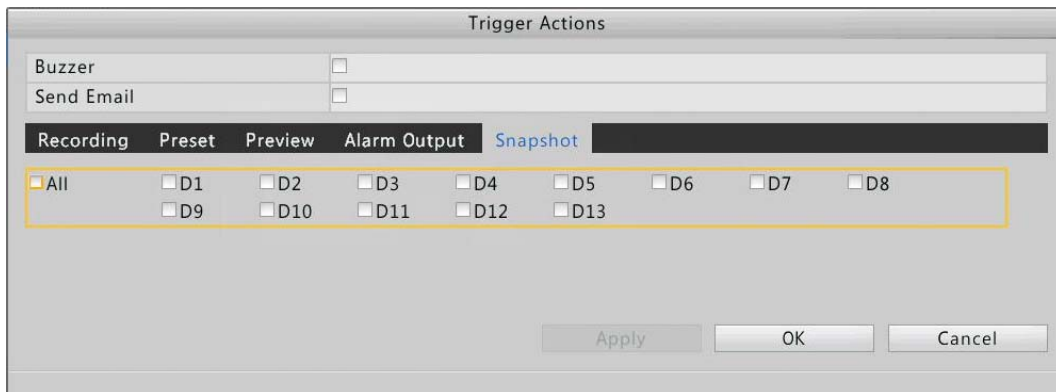 Trigger Actions
Buzzer
Send Email
Recording Preset Preview Alarm Output Snapshot
All D1 D2 D3 D4 D5 D6 D7 D8
D9 D10 D11 D12 D13
Apply OK Cancel